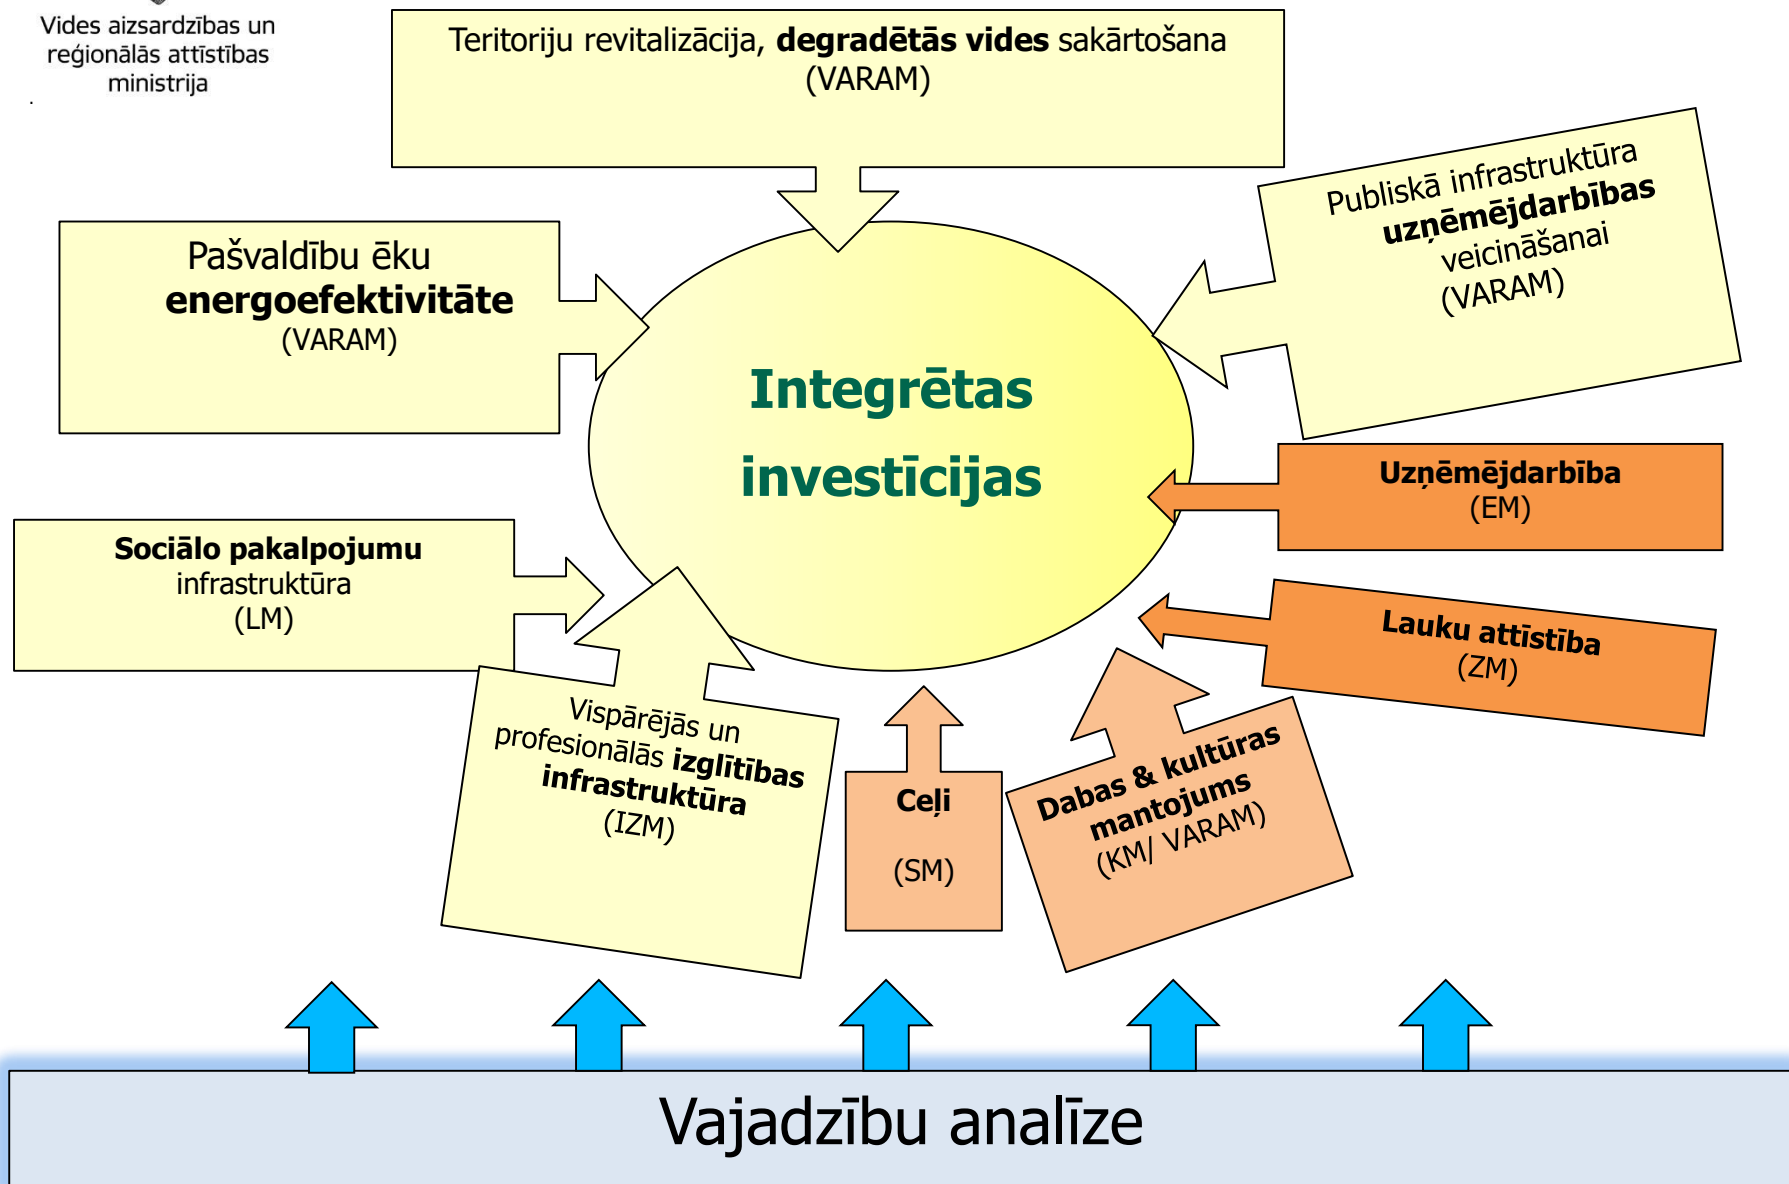 Vides aizsardzības un
reģionālās attīstības
ministrija
.
Teritoriju revitalizācija, degradētās vides sakārtošana
(VARAM)
Publiskā infrastruktūra
uzņēmējdarbības
veicināšanai
(VARAM)
Pašvaldību ēku
energoefektivitāte
(VARAM)
Integrētas
investīcijas
Uzņēmējdarbība
(EM)
Sociālo pakalpojumu
infrastruktūra
(LM)
Lauku attīstība
(ZM)
Vispārējās un
profesionālās izglītības
infrastruktūra
(IZM)
Ceļi
(SM)
Dabas & kultūras
mantojums
(KM/ VARAM)
Vajadzību analīze